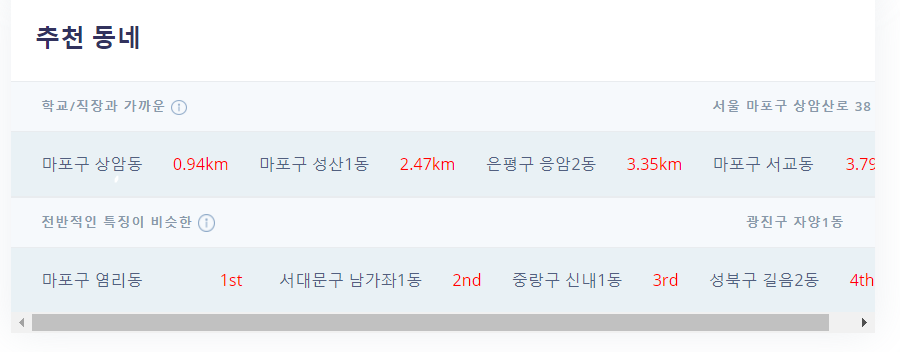 추천 동네
학교/직장과 가까운 서울 마포구 상암산로 38
마포구 상암동 0.94km 마포구 성산1동 2.47km 은평구 응암2동 3.35km 마포구 서교동 3.79
전반적인 특징이 비슷한 광진구 자양1동
마포구 염리동 1st 서대문구 남가좌1동 2nd 중랑구 신내1동 3rd 성북구 길음2동 4th